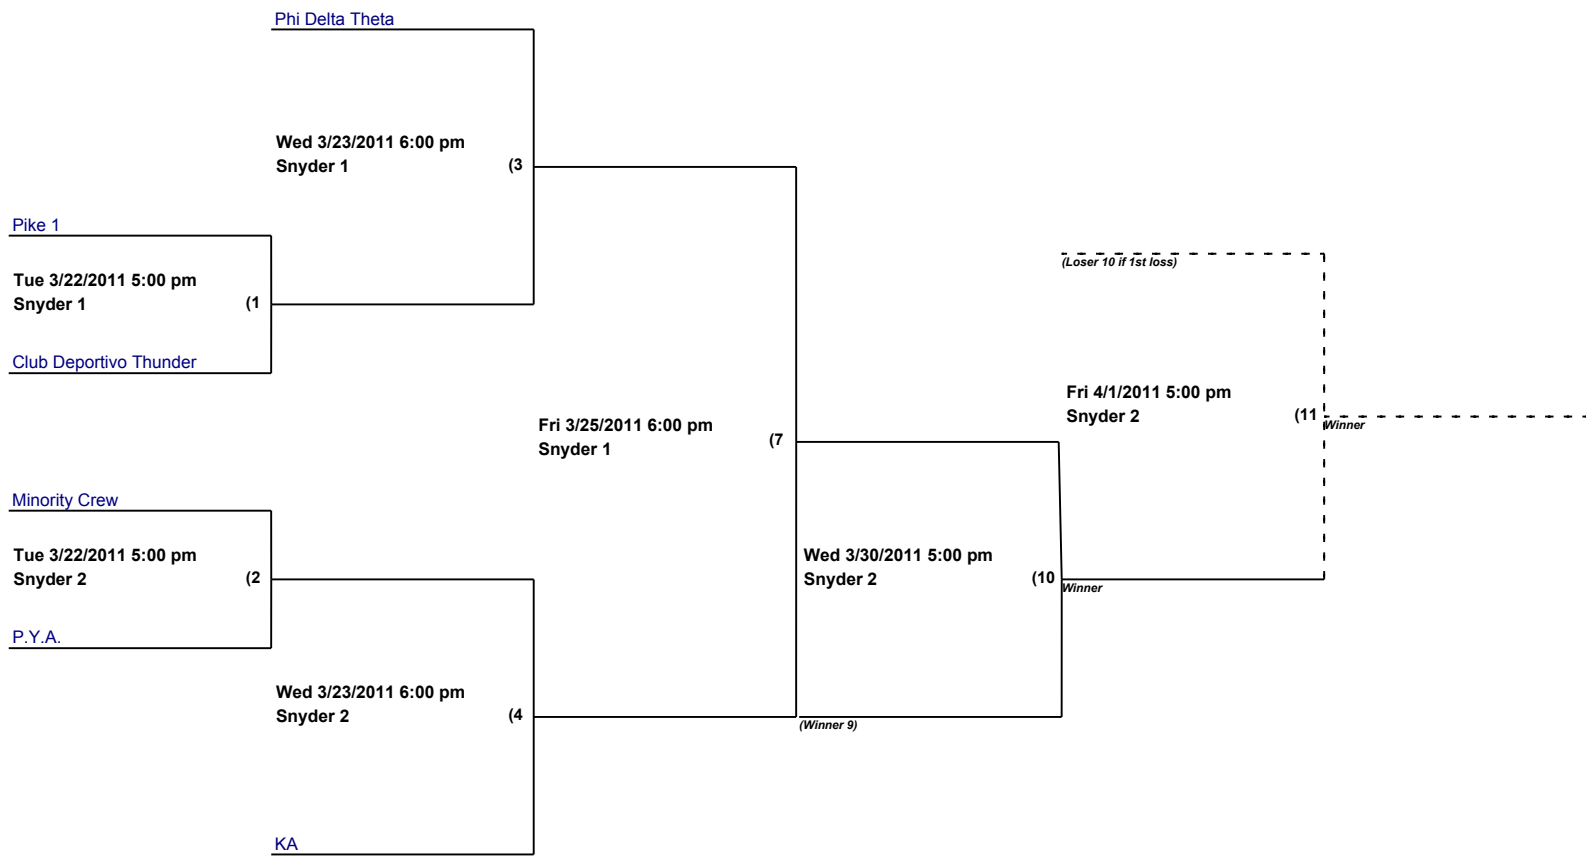 Phi Delta Theta
Wed 3/23/2011 6:00 pm
Snyder 1
(3
Pike 1
Tue 3/22/2011 5:00 pm
Snyder 1
(1
Club Deportivo Thunder
(Loser 10 if 1st loss)
Fri 4/1/2011 5:00 pm
Snyder 2
(11
Winner
Fri 3/25/2011 6:00 pm
Snyder 1
(7
Minority Crew
Tue 3/22/2011 5:00 pm
Snyder 2
(2
Wed 3/30/2011 5:00 pm
Snyder 2
(10
Winner
P.Y.A.
Wed 3/23/2011 6:00 pm
Snyder 2
(4
(Winner 9)
KA